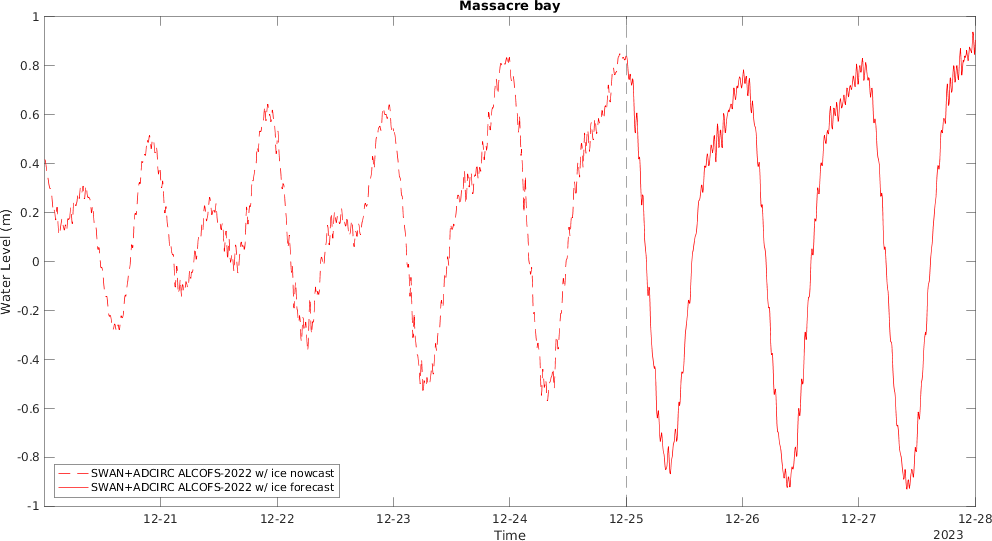 Massacre bay
1
0.8
0.6
0.4
0.2
0
-0.2
-0.4
-0.6
-0.8
-1
Water Level (m)
SWAN+ADCIRC ALCOFS-2022 w/ ice nowcast
SWAN+ADCIRC ALCOFS-2022 w/ ice forecast
12-21 12-22 12-23 12-24 12-25 12-26 12-27 12-28
Time
2023